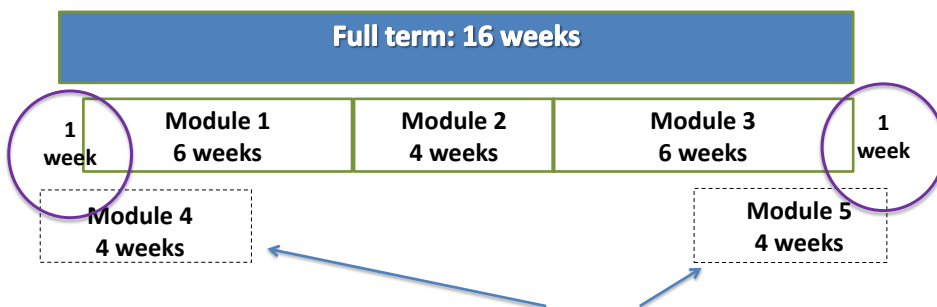 Full term: 16 weeks
1
week
Module 1
6 weeks
Module 2
4 weeks
Module 3
6 weeks
1
week
Module 4
4 weeks
Module 5
4 weeks